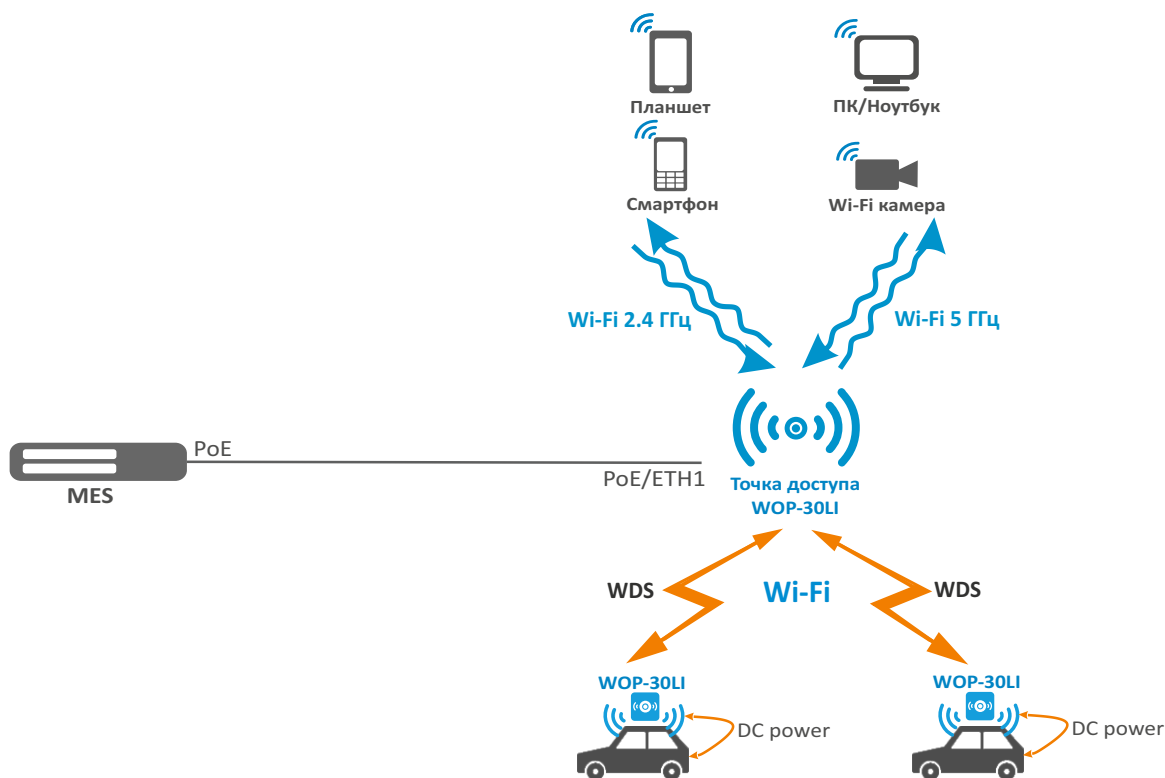 Планшет
ПК/Ноутбук
Смартфон
Wi-Fi камера
Wi-Fi 2.4 ГГц
Wi-Fi 5 ГГц
PoE
MES
PoE/ETH1
Точка доступа
WOP-30LI
WDS
Wi-Fi
WDS
WOP-30LI
WOP-30LI
DC power
DC power